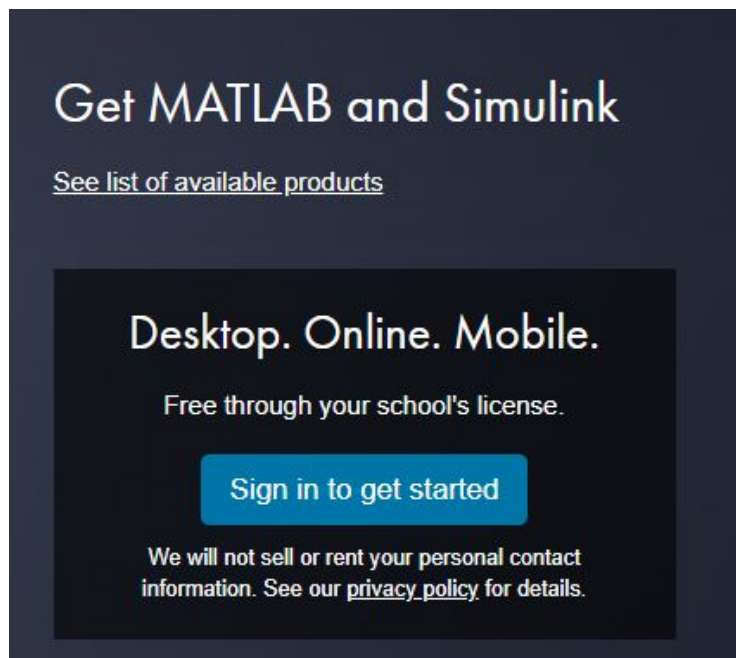 Get MATLAB and Simulink
See list of available products
Desktop. Online. Mobile.
Free through your school's license.
Sign in to get started
We will not sell or rent your personal contact
information. See our privacy policy for details.